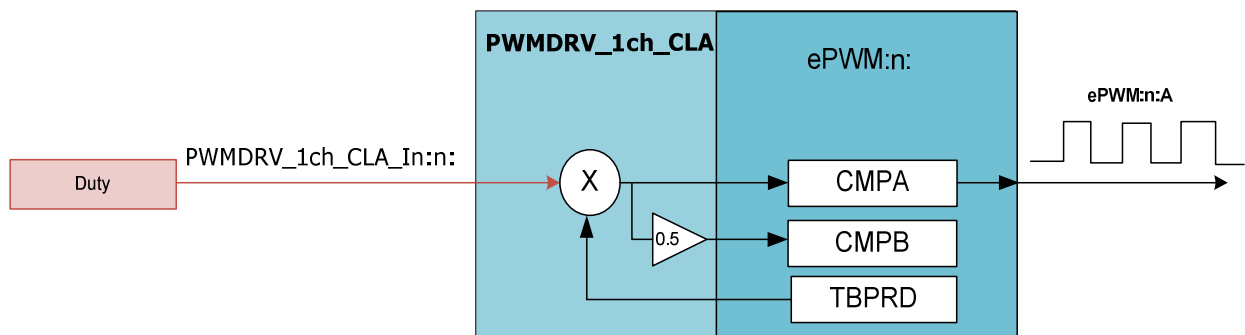 PWMDRV_1ch_CLA
ePWM:n:
ePWM:n:A
PWMDRV_1ch_CLA_In:n:
Duty
X
CMPA
0.5
CMPB
TBPRD